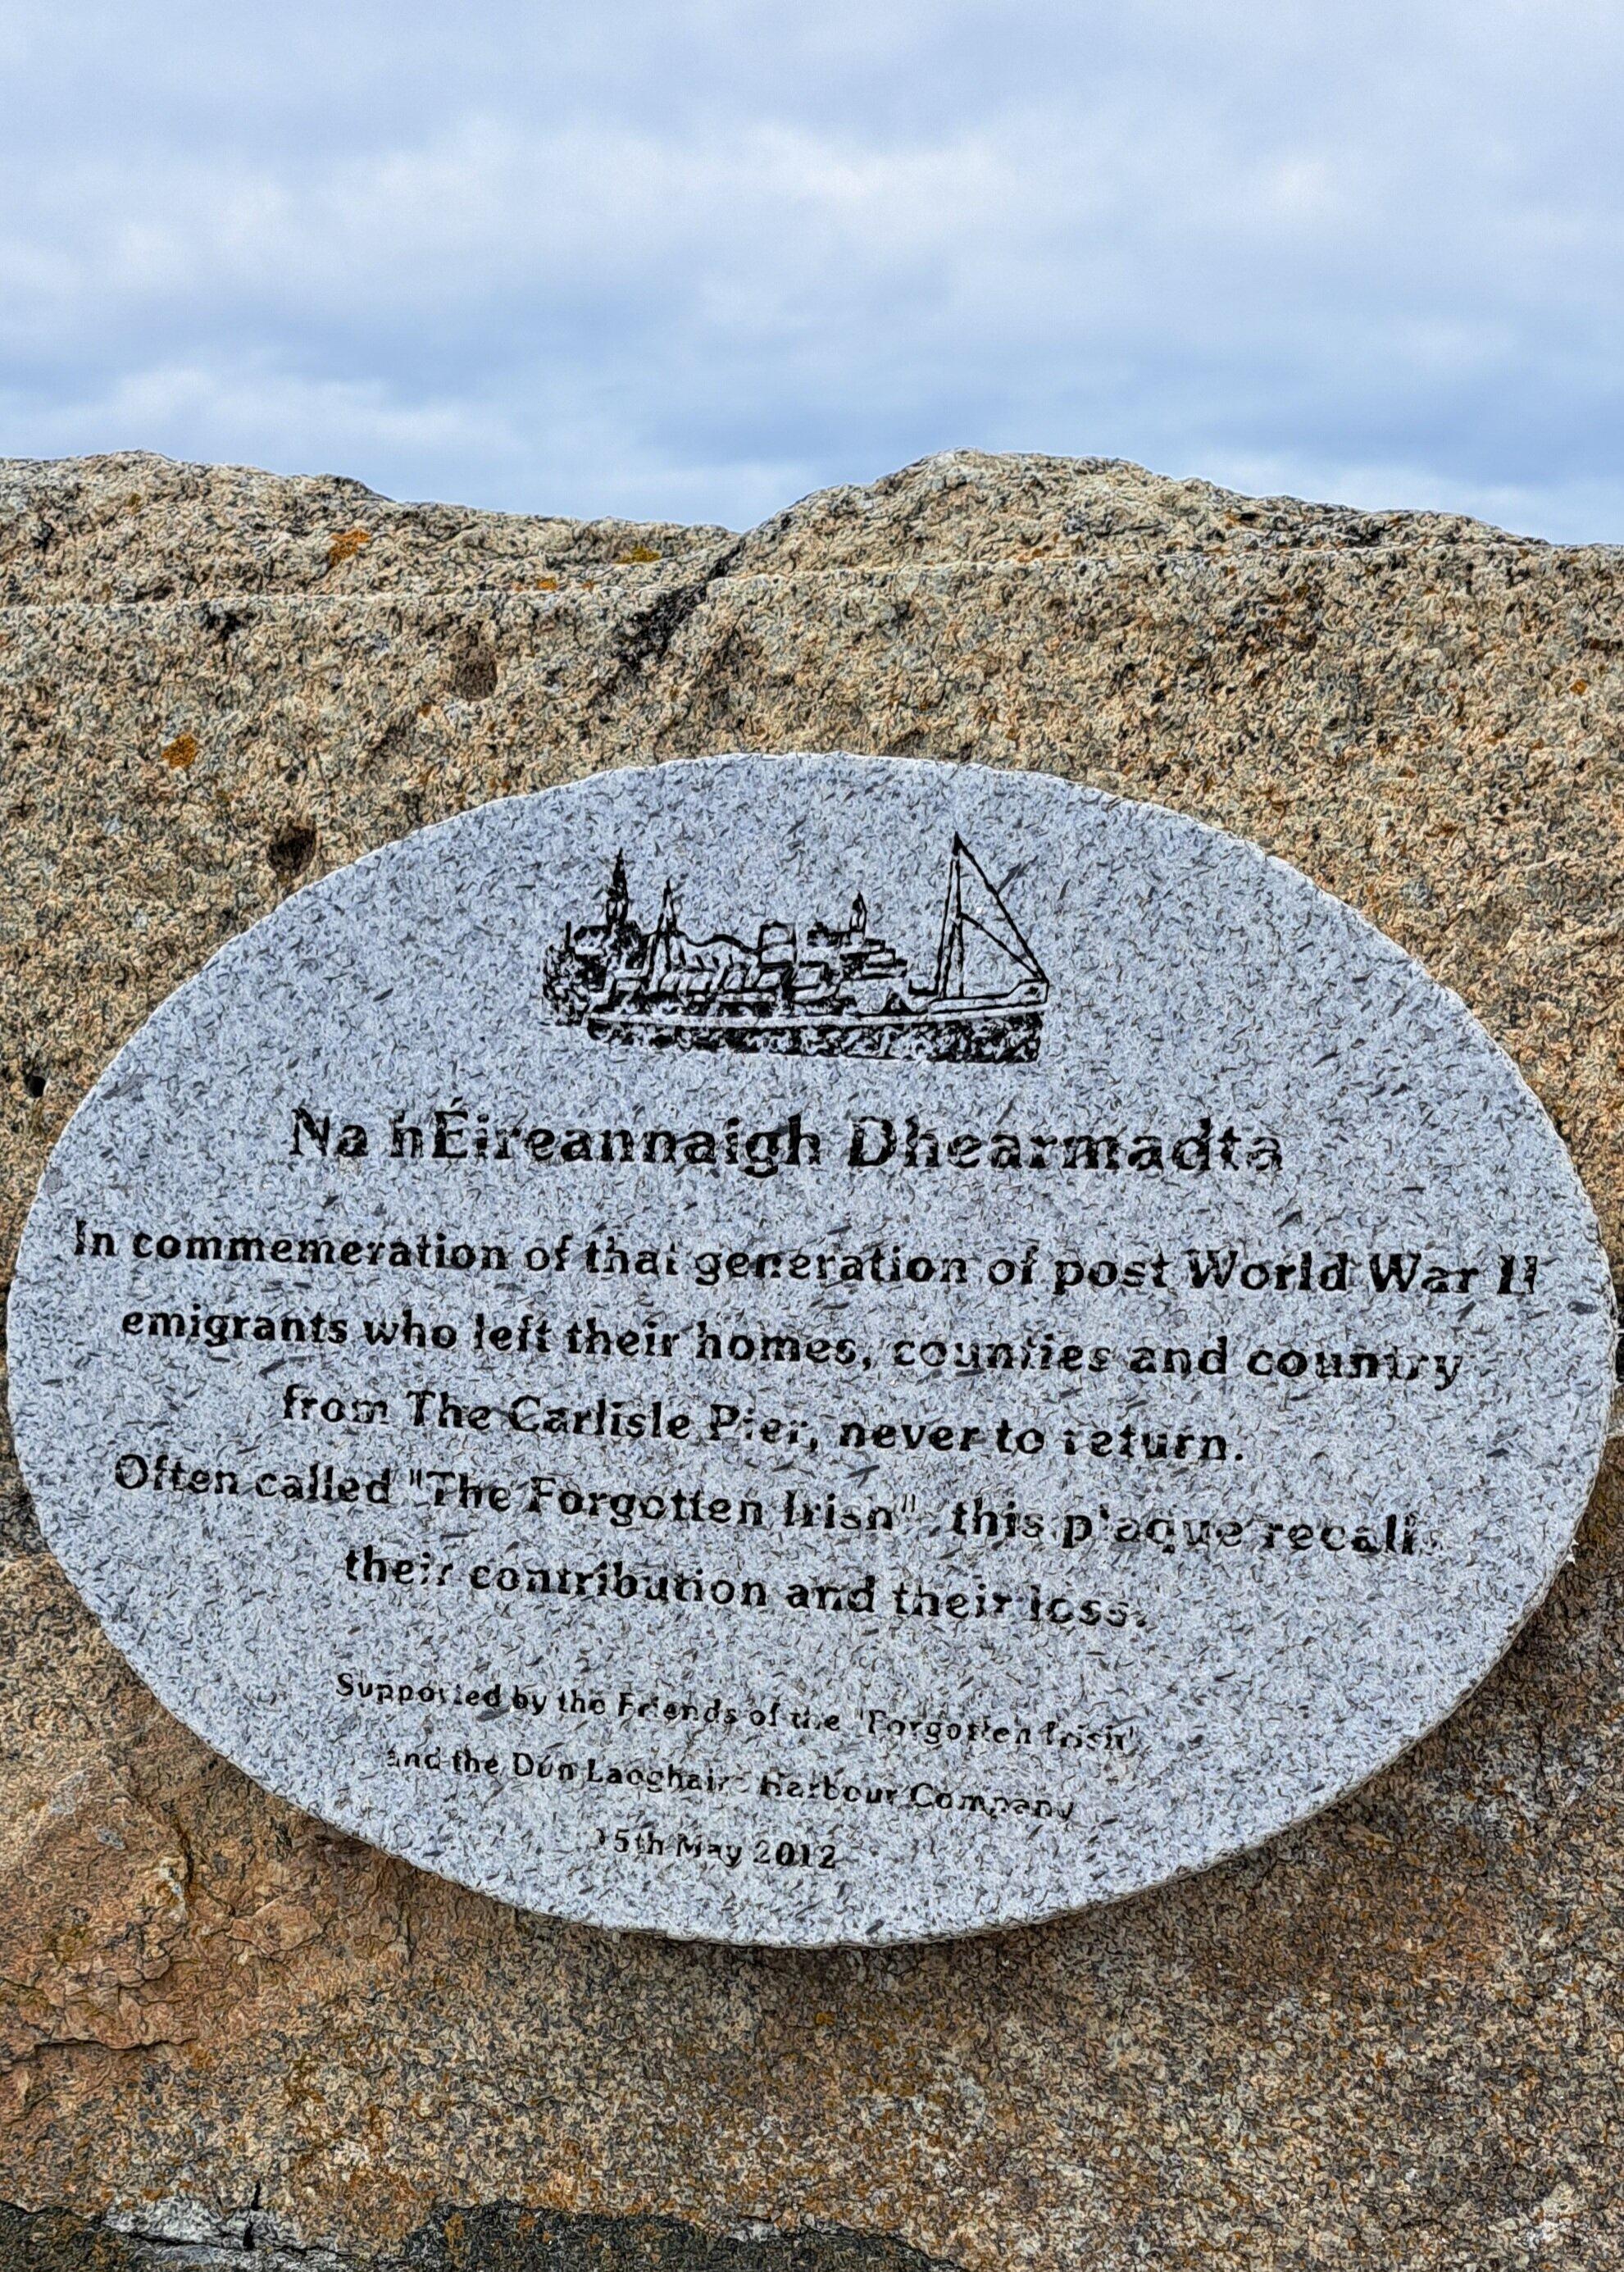 Na hÉireannaigh Dhearmadta
In commemeration of that generation of post World War II
emigrants who left their homes, counties and country
from The Carlisle Pier, never to return.
Often called "The Forgotten Irish", this plaque recalls
their contribution and their loss.
Supported by the Friends of the "Forgotten Irish"
and the Dún Laoghaire Harbour Company
15th May 2012